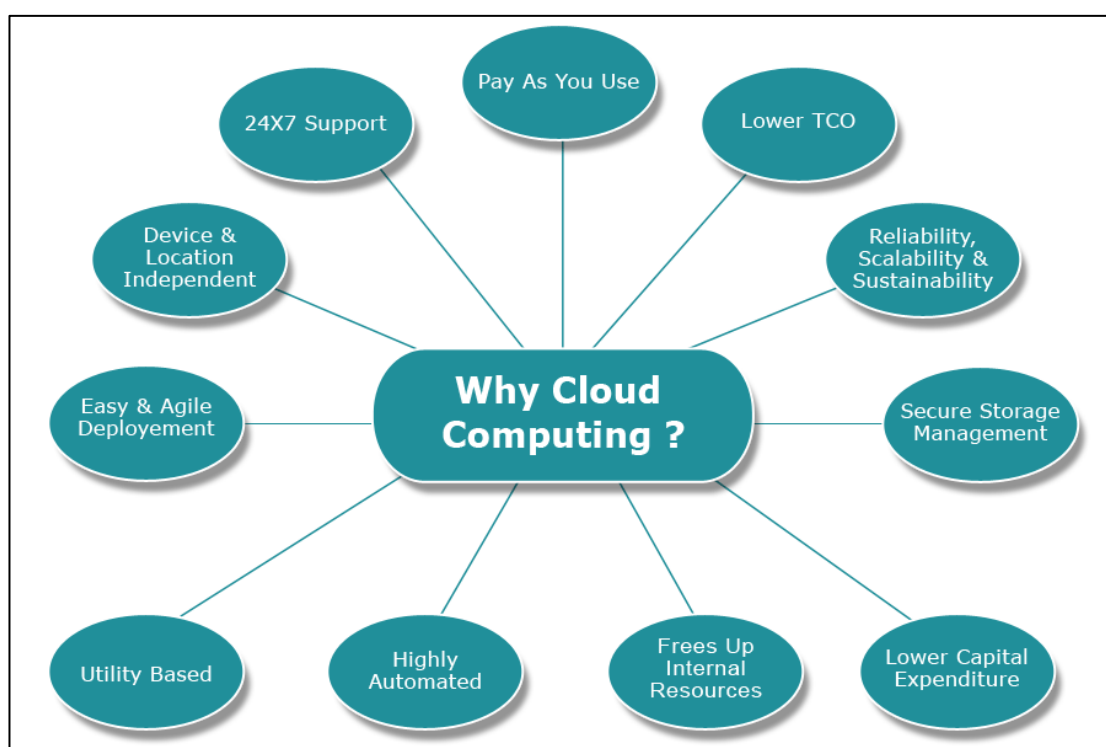 Pay As You Use
24X7 Support
Lower TCO
Device &
Location
Independent
Reliability,
Scalability &
Sustainability
Why Cloud
Computing ?
Easy & Agile
Deployement
Secure Storage
Management
Utility Based
Highly
Automated
Frees Up
Internal
Resources
Lower Capital
Expenditure